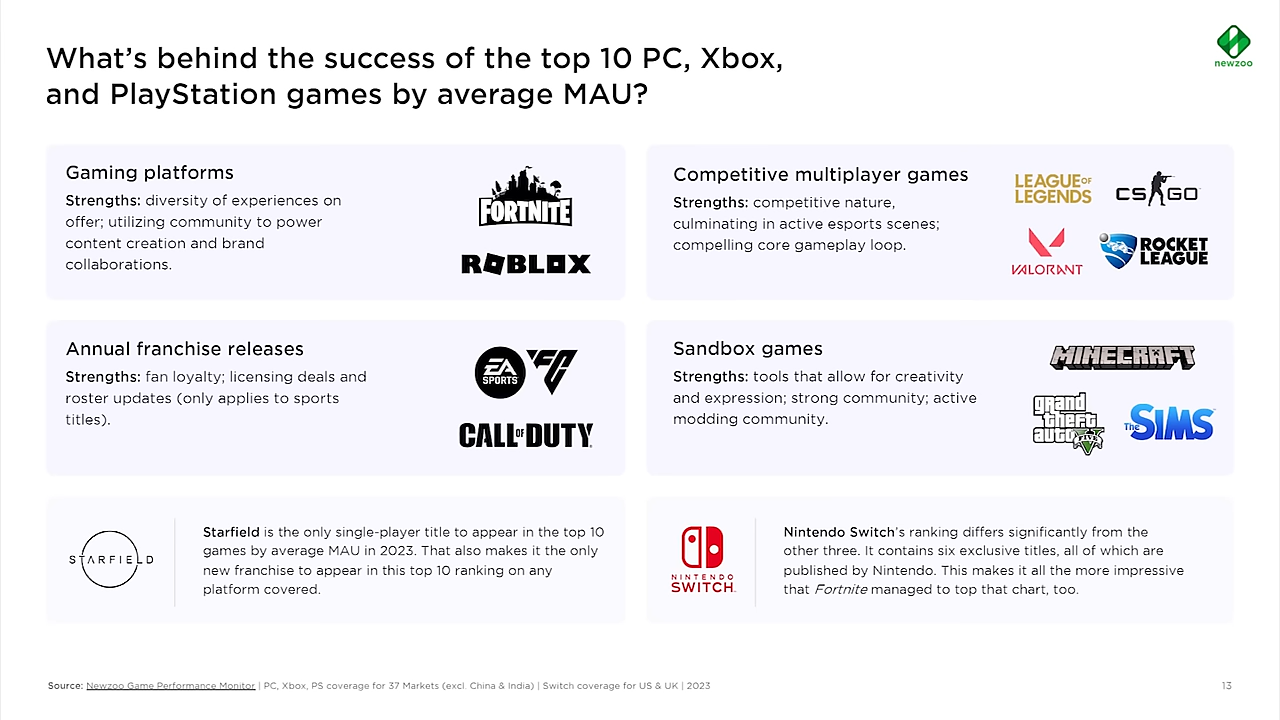 What's behind the success of the top 10 PC, Xbox,
and PlayStation games by average MAU?
newzoo
Gaming platforms
Strengths: diversity of experiences on
offer; utilizing community to power
content creation and brand
collaborations.
FORTNITE
ROBLOX
Competitive multiplayer games
Strengths: competitive nature,
culminating in active esports scenes;
compelling core gameplay loop.
LEAGUE OF
LEGENDS
CS GO
VALORANT
ROCKET
LEAGUE
Annual franchise releases
Strengths: fan loyalty; licensing deals and
roster updates (only applies to sports
titles).
EA
SPORTS
FC
CALL OF DUTY
Sandbox games
Strengths: tools that allow for creativity
and expression; strong community; active
modding community.
MINECRAFT
grand
theft
auto
FIVE
The SIMS
STARFIELD
Starfield is the only single-player title to appear in the top 10
games by average MAU in 2023. That also makes it the only
new franchise to appear in this top 10 ranking on any
platform covered.
NINTENDO
SWITCH
Nintendo Switch's ranking differs significantly from the
other three. It contains six exclusive titles, all of which are
published by Nintendo. This makes it all the more impressive
that Fortnite managed to top that chart, too.
Source: Newzoo Game Performance Monitor | PC, Xbox, PS coverage for 37 Markets (excl. China & India) | Switch coverage for US & UK | 2023
13